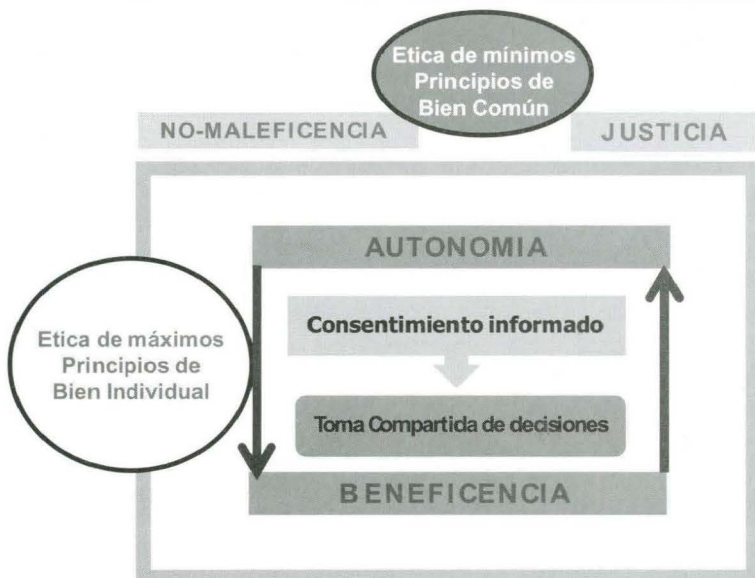 Etica de mínimos
Principios de
Bien Común
NO-MALEFICENCIA
JUSTICIA
AUTONOMIA
Consentimiento informado
Toma Compartida de decisiones
BENEFICENCIA
Etica de máximos
Principios de
Bien Individual